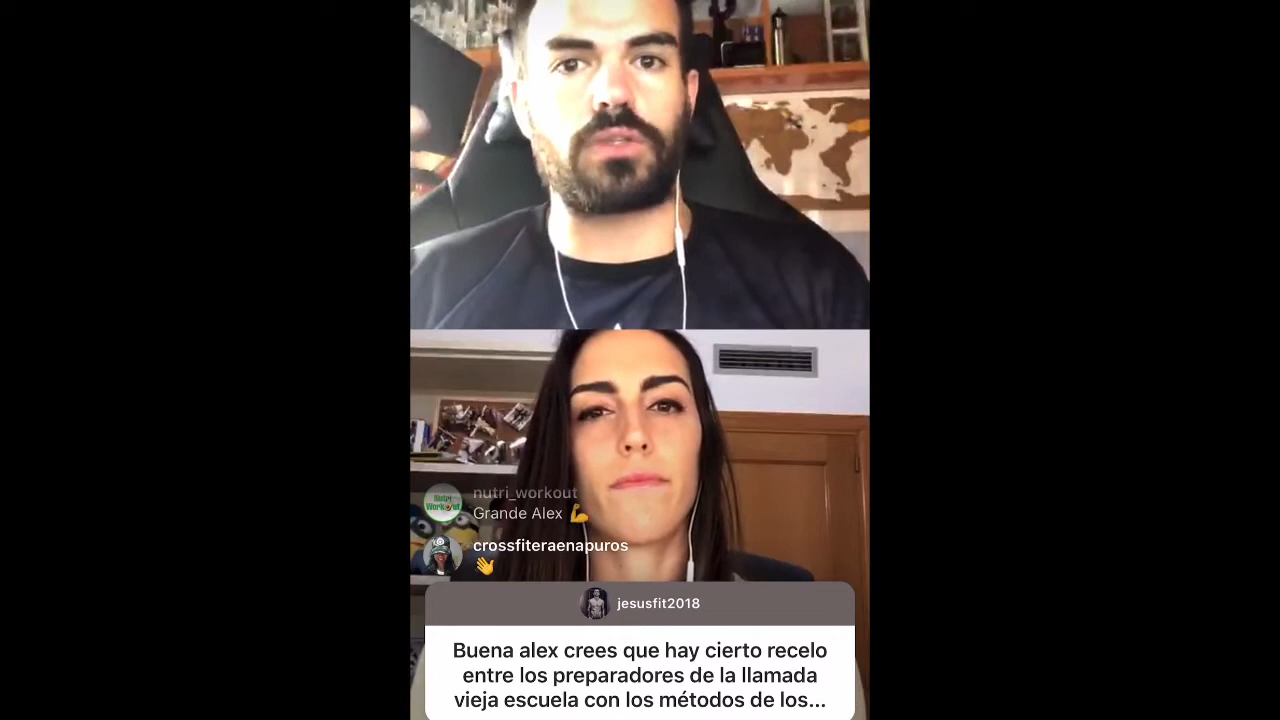 nutri_workout
Grande Alex 💪
crossfiteraenapuros
👋
jesusfit2018
Buena alex crees que hay cierto recelo
entre los preparadores de la llamada
vieja escuela con los métodos de los...